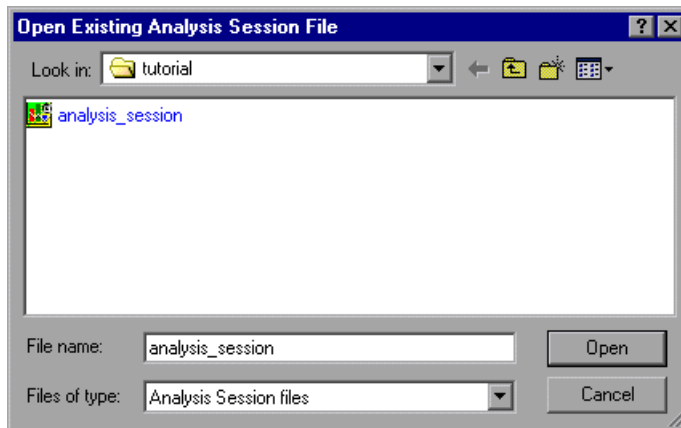 Open Existing Analysis Session File
Look in: tutorial
analysis_session
File name: analysis_session Open
Files of type: Analysis Session files Cancel